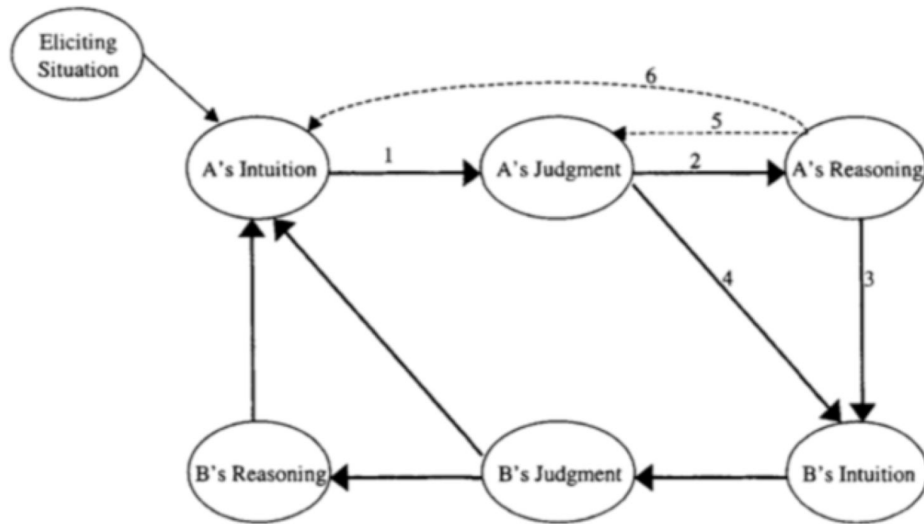 Eliciting
Situation
6
5
A's Intuition
1
A's Judgment
2
A's Reasoning
4
3
B's Reasoning
B's Judgment
B's Intuition